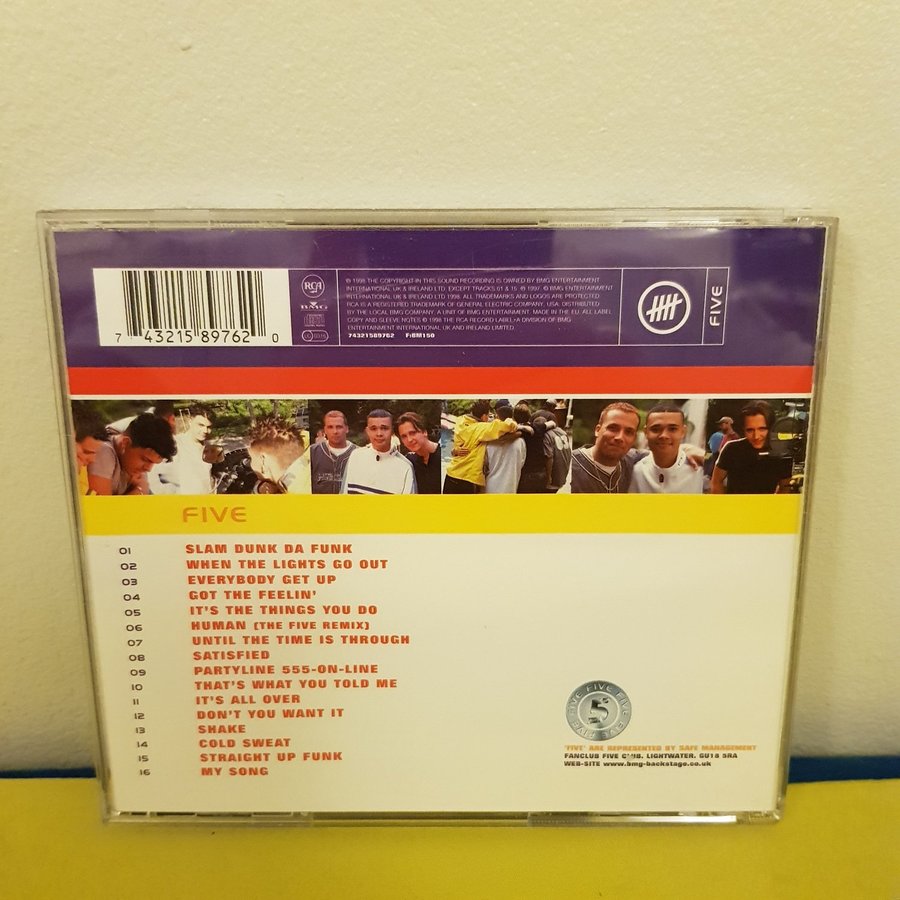 7 43215 89762 0
RCA
BMG
℗ 1998 THE COPYRIGHT IN THIS SOUND RECORDING IS OWNED BY BMG ENTERTAINMENT
INTERNATIONAL UK & IRELAND LTD. EXCEPT TRACKS 01 & 15 ℗ 1997. © BMG ENTERTAINMENT
INTERNATIONAL UK & IRELAND LTD 1998. ALL TRADEMARKS AND LOGOS ARE PROTECTED.
RCA IS A REGISTERED TRADEMARK OF GENERAL ELECTRIC COMPANY, USA. DISTRIBUTED
BY THE LOCAL BMG COMPANY. A UNIT OF BMG ENTERTAINMENT. MADE IN THE EU. ALL LABEL
COPY AND SLEEVE NOTES © 1998 THE RCA RECORD LABEL•A DIVISION OF BMG
ENTERTAINMENT INTERNATIONAL UK AND IRELAND LIMITED.
74321589762 F:BM150
FIVE
FIVE
01 SLAM DUNK DA FUNK
02 WHEN THE LIGHTS GO OUT
03 EVERYBODY GET UP
04 GOT THE FEELIN'
05 IT'S THE THINGS YOU DO
06 HUMAN (THE FIVE REMIX)
07 UNTIL THE TIME IS THROUGH
08 SATISFIED
09 PARTYLINE 555-ON-LINE
10 THAT'S WHAT YOU TOLD ME
11 IT'S ALL OVER
12 DON'T YOU WANT IT
13 SHAKE
14 COLD SWEAT
15 STRAIGHT UP FUNK
16 MY SONG
FIVE FIVE FIVE FIVE FIVE
5
'FIVE' ARE REPRESENTED BY SAFE MANAGEMENT
FANCLUB FIVE CLUB, LIGHTWATER, GU18 5RA
WEB-SITE www.bmg-backstage.co.uk